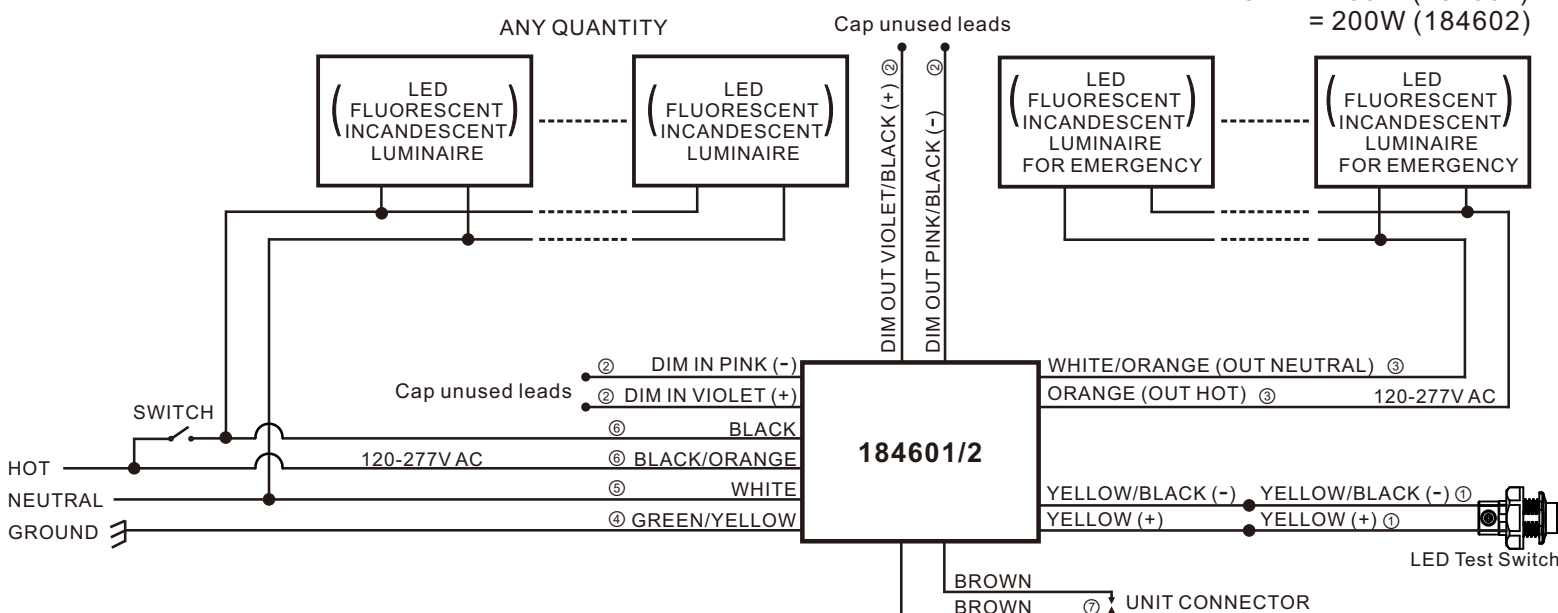 = 200W (184602)
ANY QUANTITY
Cap unused leads
( LED FLUORESCENT INCANDESCENT )
LUMINAIRE
( LED FLUORESCENT INCANDESCENT )
LUMINAIRE
DIM OUT VIOLET/BLACK (+) ②
DIM OUT PINK/BLACK (-) ②
( LED FLUORESCENT INCANDESCENT )
LUMINAIRE
FOR EMERGENCY
( LED FLUORESCENT INCANDESCENT )
LUMINAIRE
FOR EMERGENCY
Cap unused leads
② DIM IN PINK (-)
② DIM IN VIOLET (+)
SWITCH
⑥ BLACK
HOT
120-277V AC
⑥ BLACK/ORANGE
NEUTRAL
⑤ WHITE
GROUND
④ GREEN/YELLOW
184601/2
WHITE/ORANGE (OUT NEUTRAL) ③
ORANGE (OUT HOT) ③
120-277V AC
YELLOW/BLACK (-)
YELLOW/BLACK (-) ①
YELLOW (+)
YELLOW (+) ①
LED Test Switch
BROWN
BROWN
⑦ UNIT CONNECTOR